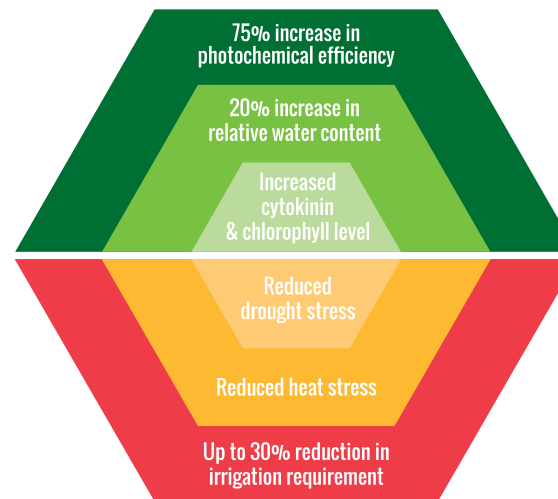 75% increase in
photochemical efficiency
20% increase in
relative water content
Increased
cytokinin
& chlorophyll level
Reduced
drought stress
Reduced heat stress
Up to 30% reduction in
irrigation requirement